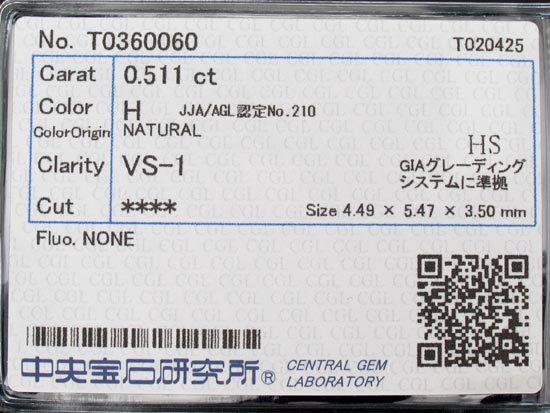 No. T0360060 T020425
Carat 0.511 ct
Color H JJA/AGL認定No.210
ColorOrigin NATURAL
Clarity VS-1 HS
GIAグレーディング
システムに準拠
Cut **** Size 4.49 × 5.47 × 3.50 mm
Fluo. NONE
中央宝石研究所® CENTRAL GEM
LABORATORY